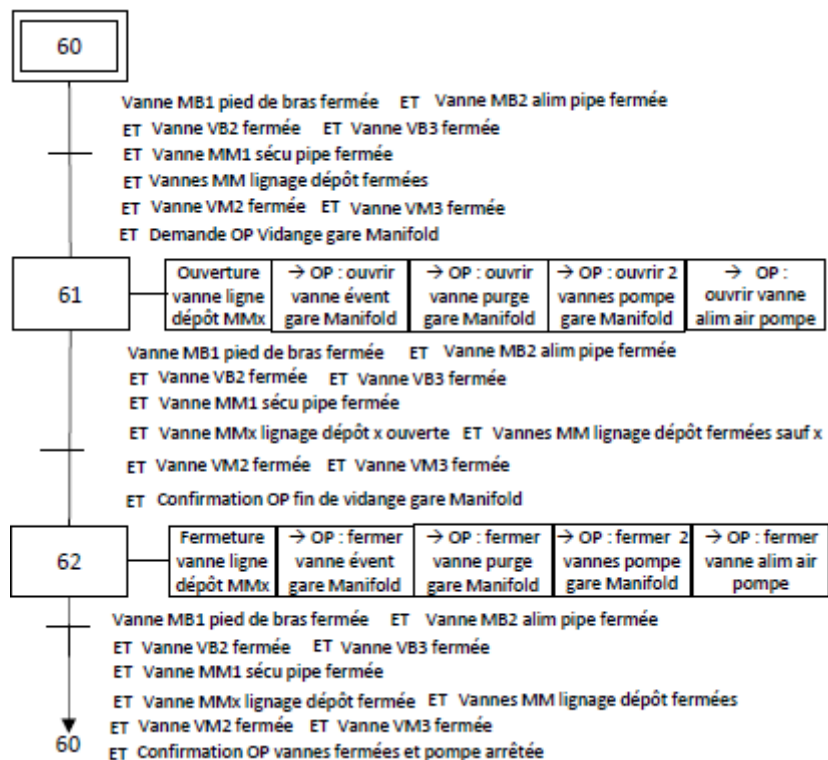 60
Vanne MB1 pied de bras fermée ET Vanne MB2 alim pipe fermée
ET Vanne VB2 fermée ET Vanne VB3 fermée
ET Vanne MM1 sécu pipe fermée
ET Vannes MM lignage dépôt fermées
ET Vanne VM2 fermée ET Vanne VM3 fermée
ET Demande OP Vidange gare Manifold
61
Ouverture
vanne ligne
dépôt MMx
→ OP : ouvrir
vanne évent
gare Manifold
→ OP : ouvrir
vanne purge
gare Manifold
→ OP : ouvrir 2
vannes pompe
gare Manifold
→ OP :
ouvrir vanne
alim air pompe
Vanne MB1 pied de bras fermée ET Vanne MB2 alim pipe fermée
ET Vanne VB2 fermée ET Vanne VB3 fermée
ET Vanne MM1 sécu pipe fermée
ET Vanne MMx lignage dépôt x ouverte ET Vannes MM lignage dépôt fermées sauf x
ET Vanne VM2 fermée ET Vanne VM3 fermée
ET Confirmation OP fin de vidange gare Manifold
62
Fermeture
vanne ligne
dépôt MMx
→ OP : fermer
vanne évent
gare Manifold
→ OP : fermer
vanne purge
gare Manifold
→ OP : fermer 2
vannes pompe
gare Manifold
→ OP : fermer
vanne alim air
pompe
Vanne MB1 pied de bras fermée ET Vanne MB2 alim pipe fermée
ET Vanne VB2 fermée ET Vanne VB3 fermée
ET Vanne MM1 sécu pipe fermée
ET Vanne MMx lignage dépôt fermée ET Vannes MM lignage dépôt fermées
ET Vanne VM2 fermée ET Vanne VM3 fermée
60
ET Confirmation OP vannes fermées et pompe arrêtée